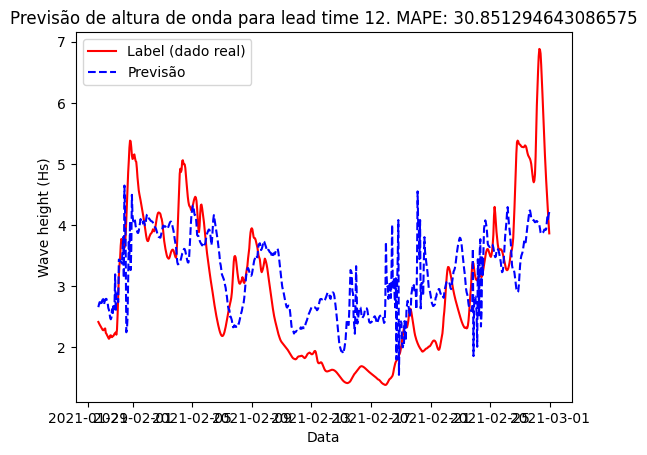 Previsão de altura de onda para lead time 12. MAPE: 30.851294643086575
Label (dado real)
Previsão
7
6
5
4
3
2
Wave height (Hs)
2021-01-29 2021-02-01 2021-02-05 2021-02-09 2021-02-13 2021-02-17 2021-02-21 2021-02-25 2021-03-01
Data